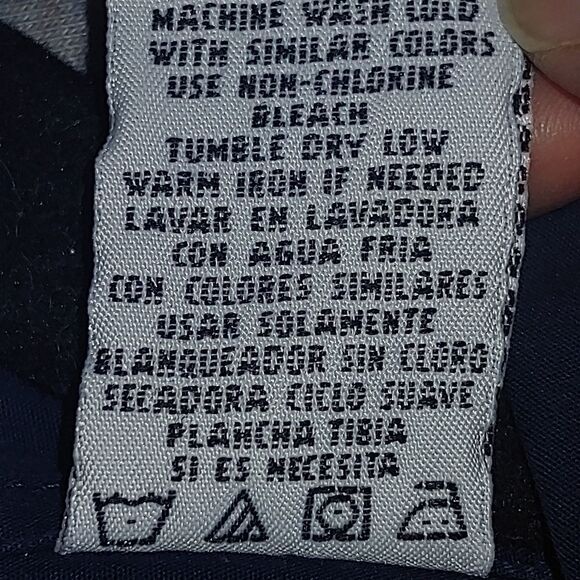 MACHINE WASH COLD
WITH SIMILAR COLORS
USE NON-CHLORINE
BLEACH
TUMBLE DRY LOW
WARM IRON IF NEEDED
LAVAR EN LAVADORA
CON AGUA FRIA
CON COLORES SIMILARES
USAR SOLAMENTE
BLANQUEADOR SIN CLORO
SECADORA CICLO SUAVE
PLANCHA TIBIA
SI ES NECESITA